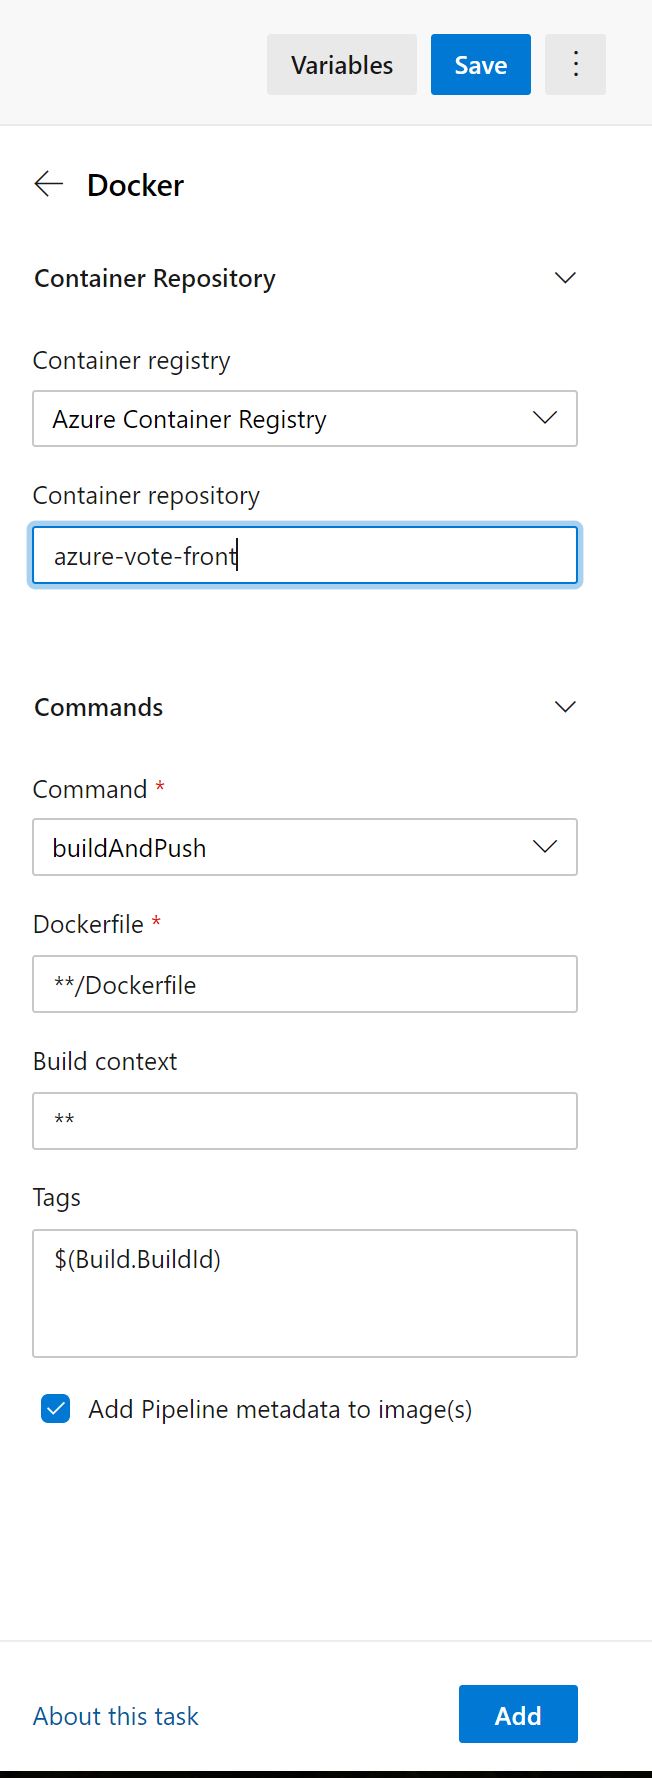 Variables Save
Docker
Container Repository
Container registry
Azure Container Registry
Container repository
azure-vote-front
Commands
Command *
buildAndPush
Dockerfile *
**/Dockerfile
Build context
**
Tags
$(Build.BuildId)
Add Pipeline metadata to image(s)
About this task Add